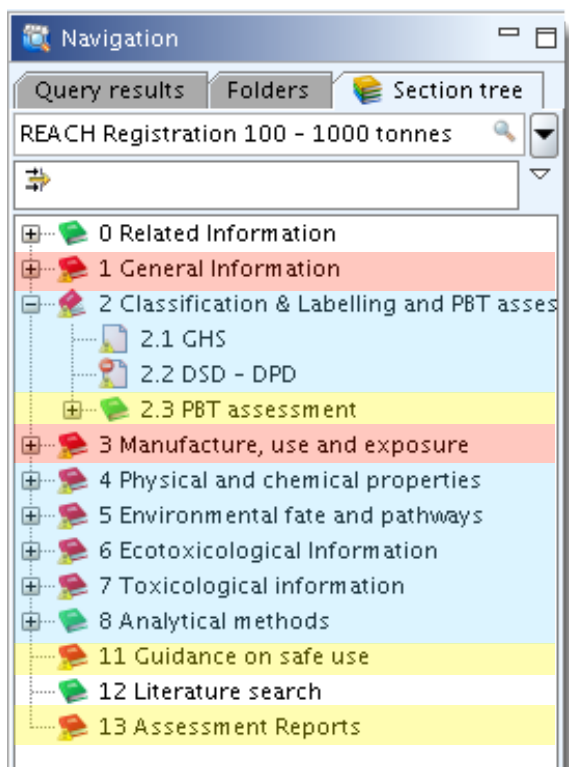 Navigation
Query results Folders Section tree
REACH Registration 100 - 1000 tonnes
0 Related Information
1 General Information
2 Classification & Labelling and PBT asses
2.1 GHS
2.2 DSD - DPD
2.3 PBT assessment
3 Manufacture, use and exposure
4 Physical and chemical properties
5 Environmental fate and pathways
6 Ecotoxicological Information
7 Toxicological information
8 Analytical methods
11 Guidance on safe use
12 Literature search
13 Assessment Reports